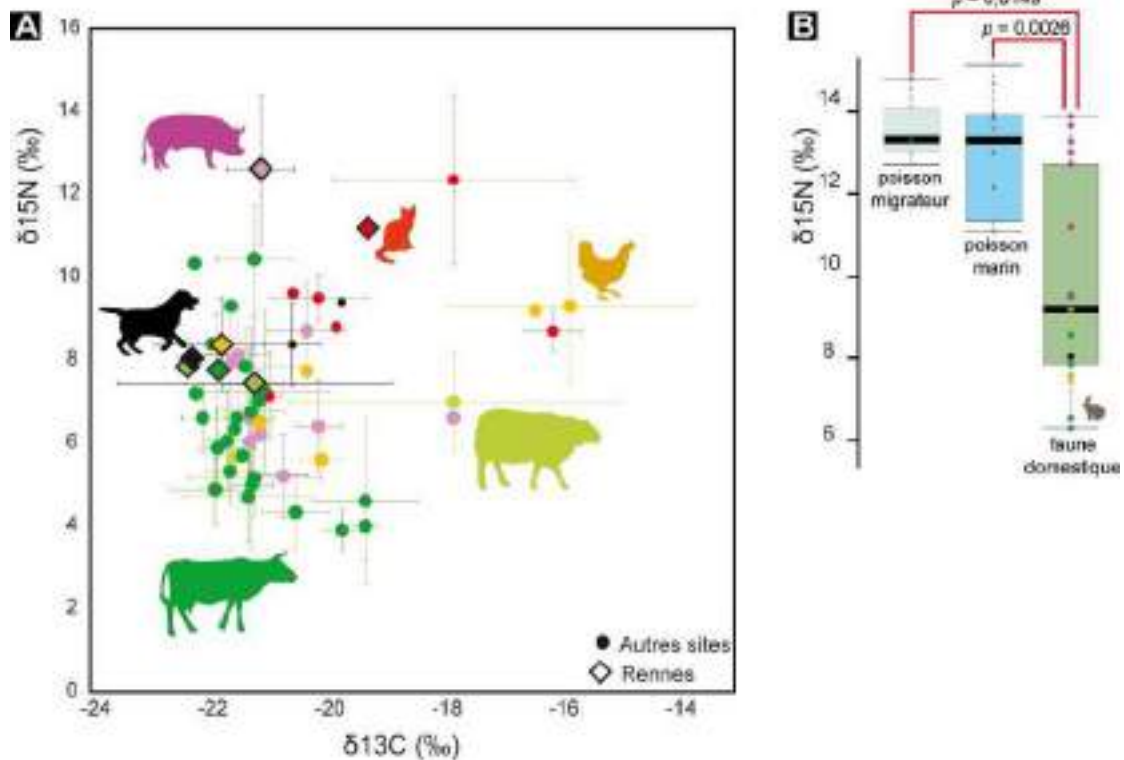 A
16
14
12
10
8
6
4
2
0
δ15N (‰)
-24
-22
-20
-18
-16
-14
δ13C (‰)
Autres sites
Rennes
B
p = 0,0026
14
12
10
8
6
δ15N (‰)
poisson
migrateur
poisson
marin
faune
domestique